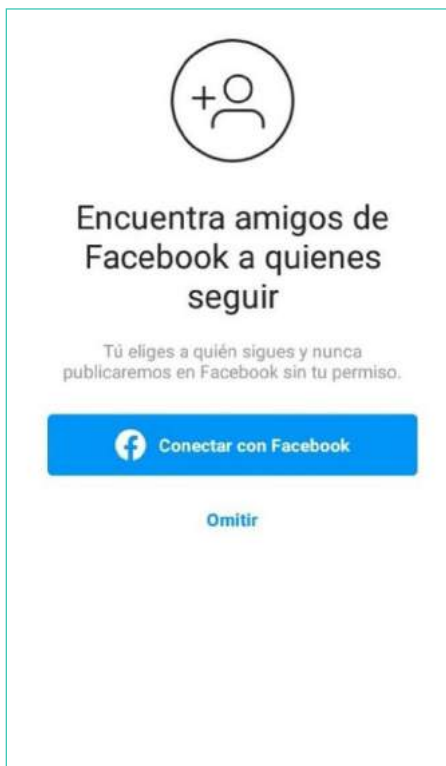 Encuentra amigos de
Facebook a quienes
seguir
Tú eliges a quién sigues y nunca
publicaremos en Facebook sin tu permiso.
Conectar con Facebook
Omitir